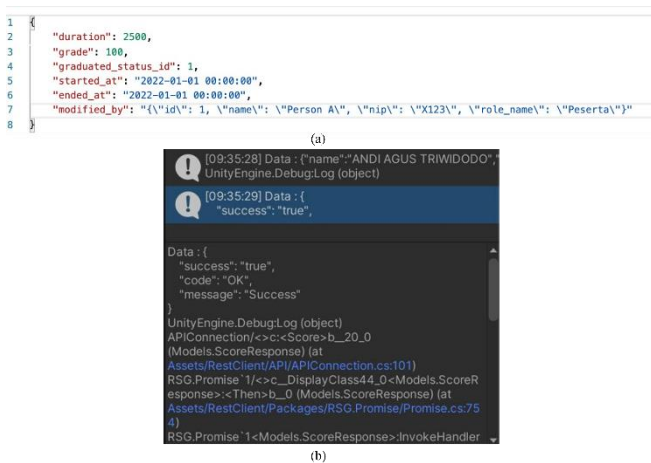 1 {
2 "duration": 2500,
3 "grade": 100,
4 "graduated_status_id": 1,
5 "started_at": "2022-01-01 00:00:00",
6 "ended_at": "2022-01-01 00:00:00",
7 "modified_by": "{\"id\": 1, \"name\": \"Person A\", \"nip\": \"X123\", \"role_name\": \"Peserta\"}"
8 }
(a)
[09:35:28] Data : {"name":"ANDI AGUS TRIWIDODO","
UnityEngine.Debug:Log (object)
[09:35:29] Data : {
"success": "true",
Data : {
"success": "true",
"code": "OK",
"message": "Success"
}
UnityEngine.Debug:Log (object)
APIConnection/<>c:<Score>b__20_0
(Models.ScoreResponse) (at
Assets/RestClient/API/APIConnection.cs:101)
RSG.Promise`1/<>c__DisplayClass44_0<Models.ScoreR
esponse>:<Then>b__0 (Models.ScoreResponse) (at
Assets/RestClient/Packages/RSG.Promise/Promise.cs:75
4)
RSG.Promise`1<Models.ScoreResponse>:InvokeHandler
(b)